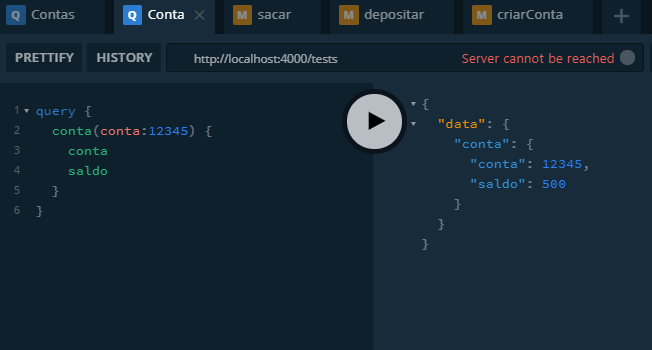 Q Contas Q Conta × M sacar M depositar M criarConta +
PRETTIFY HISTORY http://localhost:4000/tests Server cannot be reached
1 query {
2 conta(conta:12345) {
3 conta
4 saldo
5 }
6 }
{
"data": {
"conta": {
"conta": 12345,
"saldo": 500
}
}
}